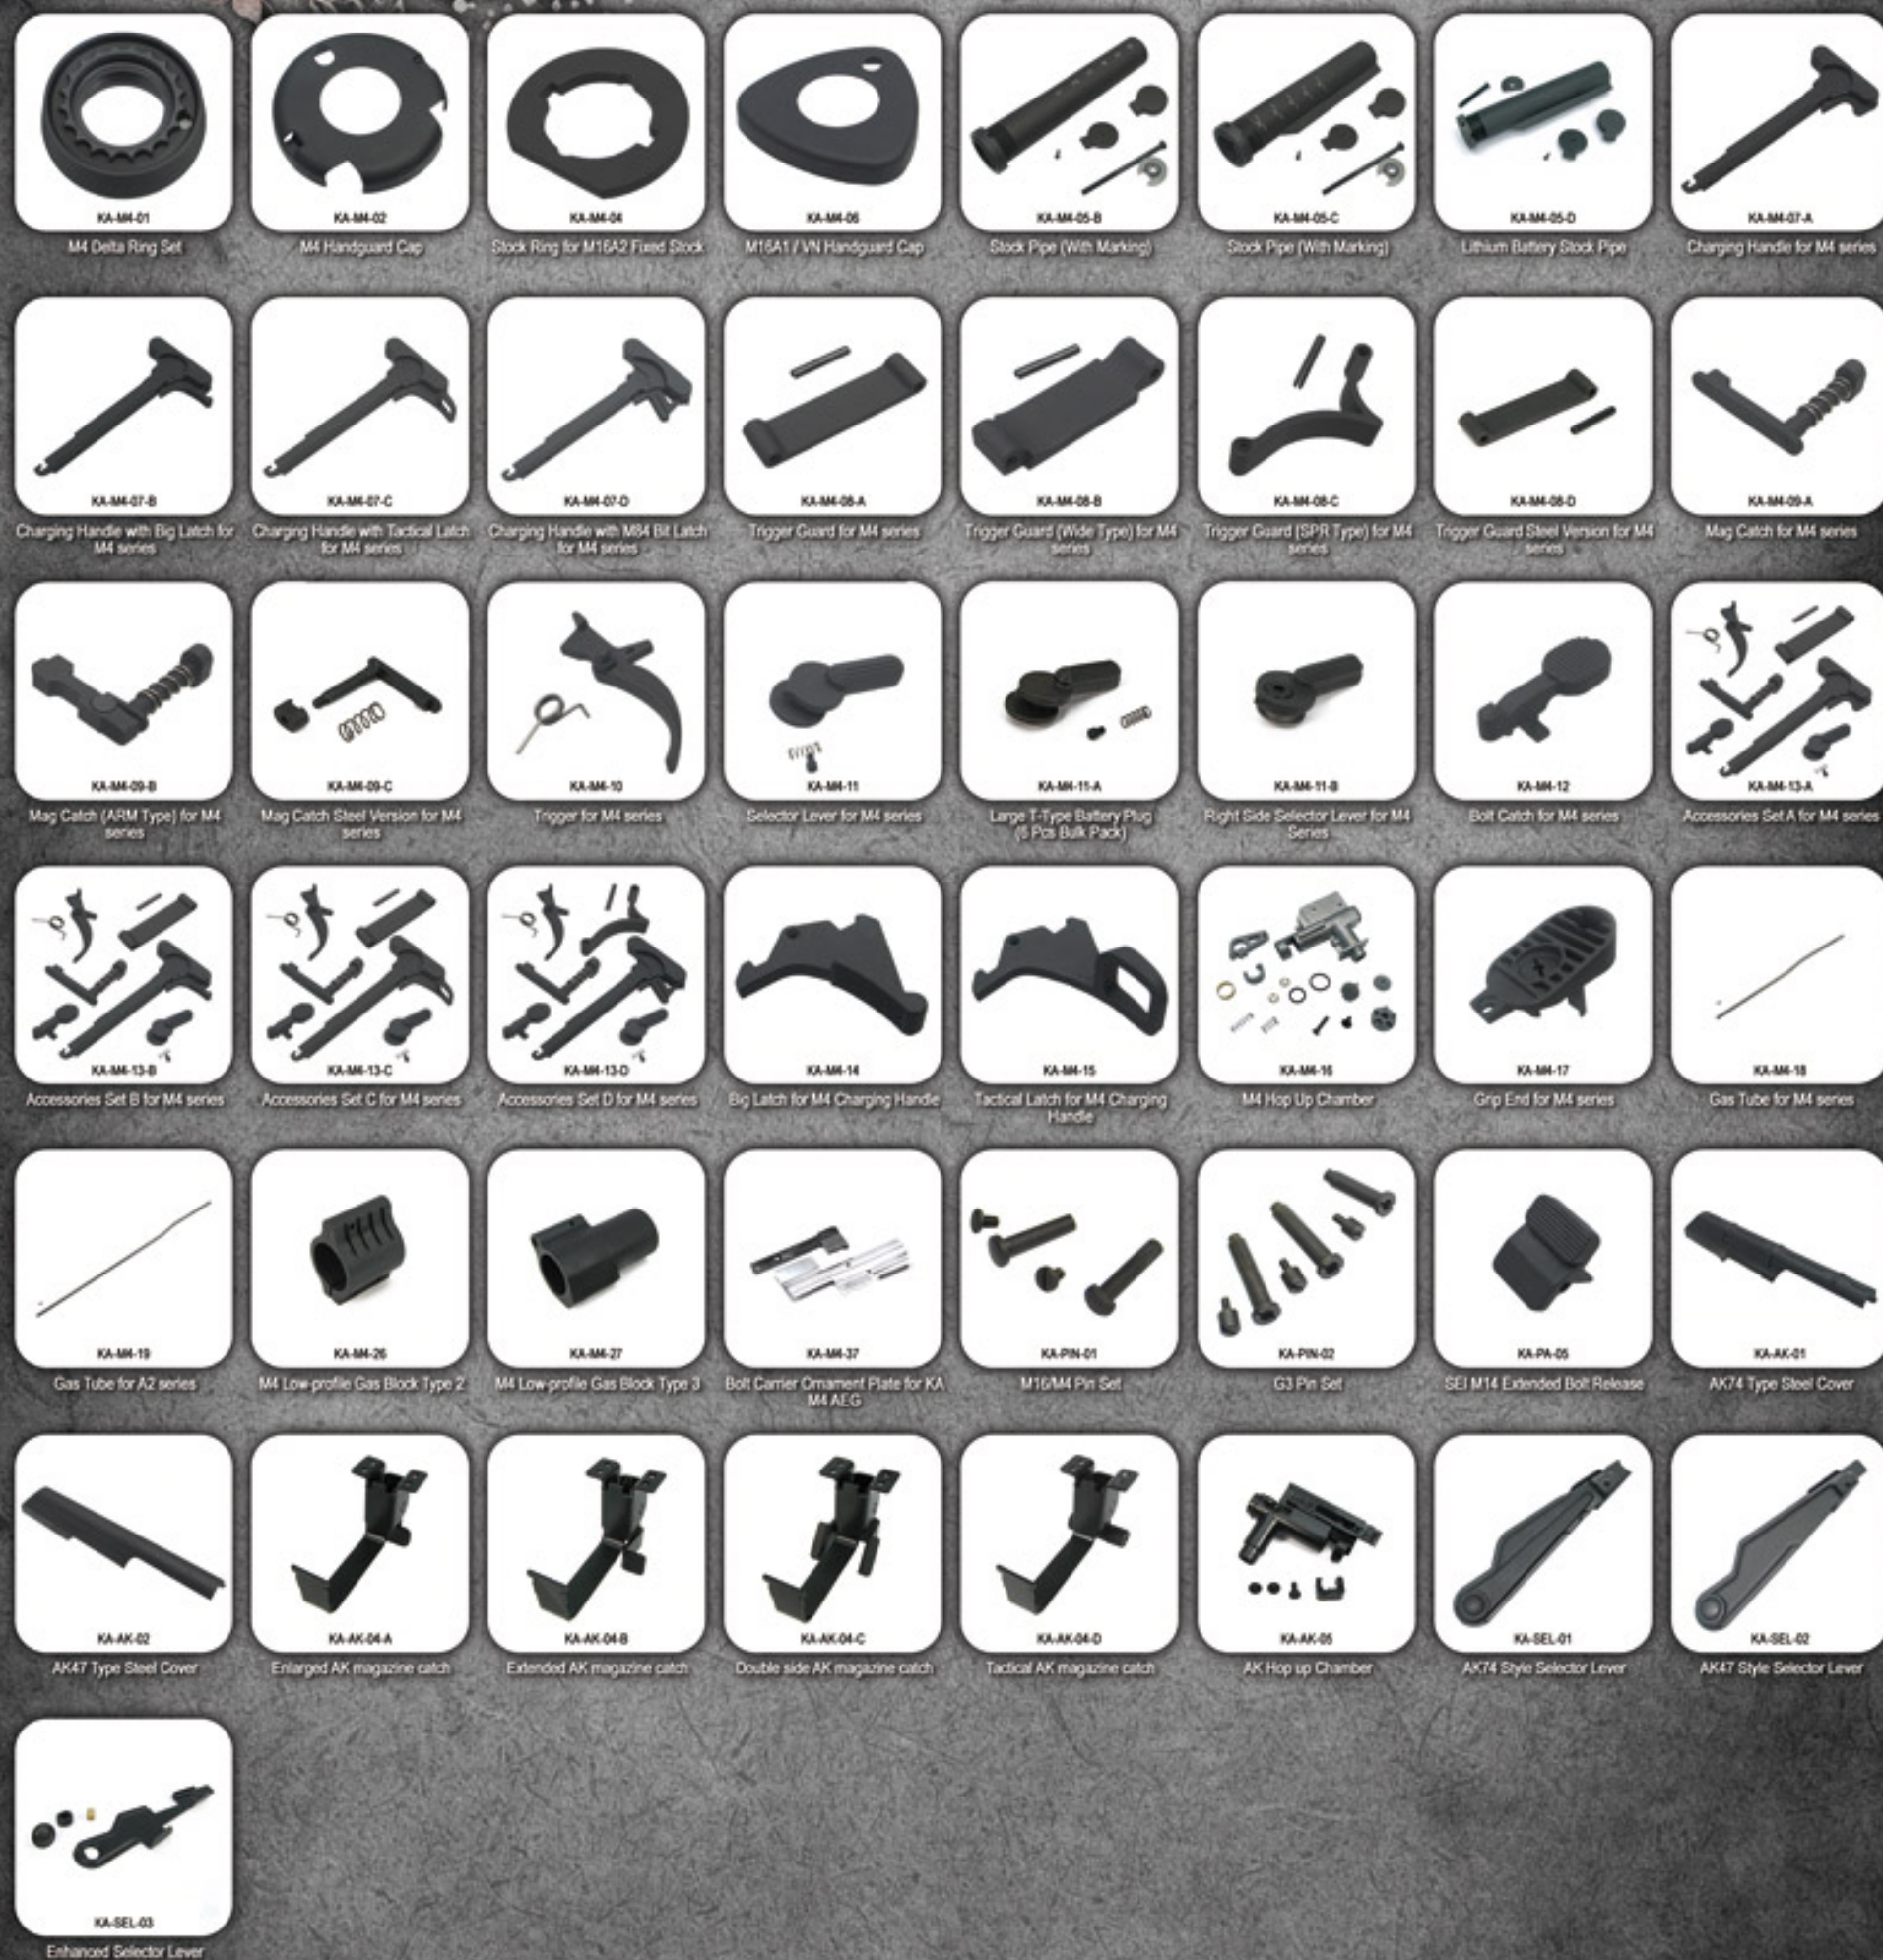 KA-M4-01
M4 Delta Ring Set
KA-M4-02
M4 Handguard Cap
KA-M4-04
Stock Ring for M16A2 Fixed Stock
KA-M4-06
M16A1 / VN Handguard Cap
KA-M4-05-B
Stock Pipe (With Marking)
KA-M4-05-C
Stock Pipe (With Marking)
KA-M4-05-D
Lithium Battery Stock Pipe
KA-M4-07-A
Charging Handle for M4 series
KA-M4-07-B
Charging Handle with Big Latch for
M4 series
KA-M4-07-C
Charging Handle with Tactical Latch
for M4 series
KA-M4-07-D
Charging Handle with M84 Bit Latch
for M4 series
KA-M4-08-A
Trigger Guard for M4 series
KA-M4-08-B
Trigger Guard (Wide Type) for M4
series
KA-M4-08-C
Trigger Guard (SPR Type) for M4
series
KA-M4-08-D
Trigger Guard Steel Version for M4
series
KA-M4-09-A
Mag Catch for M4 series
KA-M4-09-B
Mag Catch (ARM Type) for M4
series
KA-M4-09-C
Mag Catch Steel Version for M4
series
KA-M4-10
Trigger for M4 series
KA-M4-11
Selector Lever for M4 series
KA-M4-11-A
Large T-Type Battery Plug
(5 Pcs Bulk Pack)
KA-M4-11-B
Right Side Selector Lever for M4
Series
KA-M4-12
Bolt Catch for M4 series
KA-M4-13-A
Accessories Set A for M4 series
KA-M4-13-B
Accessories Set B for M4 series
KA-M4-13-C
Accessories Set C for M4 series
KA-M4-13-D
Accessories Set D for M4 series
KA-M4-14
Big Latch for M4 Charging Handle
KA-M4-15
Tactical Latch for M4 Charging
Handle
KA-M4-16
M4 Hop Up Chamber
KA-M4-17
Grip End for M4 series
KA-M4-18
Gas Tube for M4 series
KA-M4-19
Gas Tube for A2 series
KA-M4-26
M4 Low-profile Gas Block Type 2
KA-M4-27
M4 Low-profile Gas Block Type 3
KA-M4-37
Bolt Carrier Ornament Plate for KA
M4 AEG
KA-PIN-01
M16/M4 Pin Set
KA-PIN-02
G3 Pin Set
KA-PA-05
SEI M14 Extended Bolt Release
KA-AK-01
AK74 Type Steel Cover
KA-AK-02
AK47 Type Steel Cover
KA-AK-04-A
Enlarged AK magazine catch
KA-AK-04-B
Extended AK magazine catch
KA-AK-04-C
Double side AK magazine catch
KA-AK-04-D
Tactical AK magazine catch
KA-AK-05
AK Hop up Chamber
KA-SEL-01
AK74 Style Selector Lever
KA-SEL-02
AK47 Style Selector Lever
KA-SEL-03
Enhanced Selector Lever